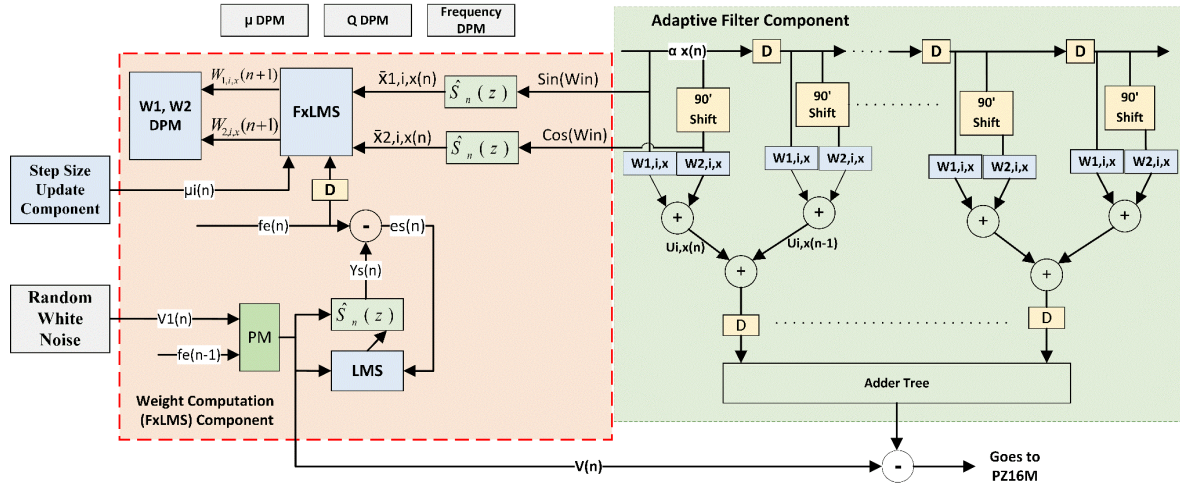 µ DPM
Q DPM
Frequency
DPM
Adaptive Filter Component
α x(n)
D
D
D
W1, W2
DPM
W1,i,x(n+1)
W2,i,x(n+1)
FxLMS
x̄1,i,x(n)
x̄2,i,x(n)
Ŝn(z)
Ŝn(z)
Sin(Win)
Cos(Win)
90'
Shift
90'
Shift
90'
Shift
90'
Shift
W1,i,x
W2,i,x
W1,i,x
W2,i,x
W1,i,x
W2,i,x
W1,i,x
W2,i,x
Step Size
Update
Component
µi(n)
D
fe(n)
-
es(n)
Ys(n)
+
+
+
+
Ui,x(n)
Ui,x(n-1)
+
+
D
D
Random
White
Noise
V1(n)
fe(n-1)
PM
Ŝn(z)
LMS
Adder Tree
Weight Computation
(FxLMS) Component
V(n)
-
Goes to
PZ16M